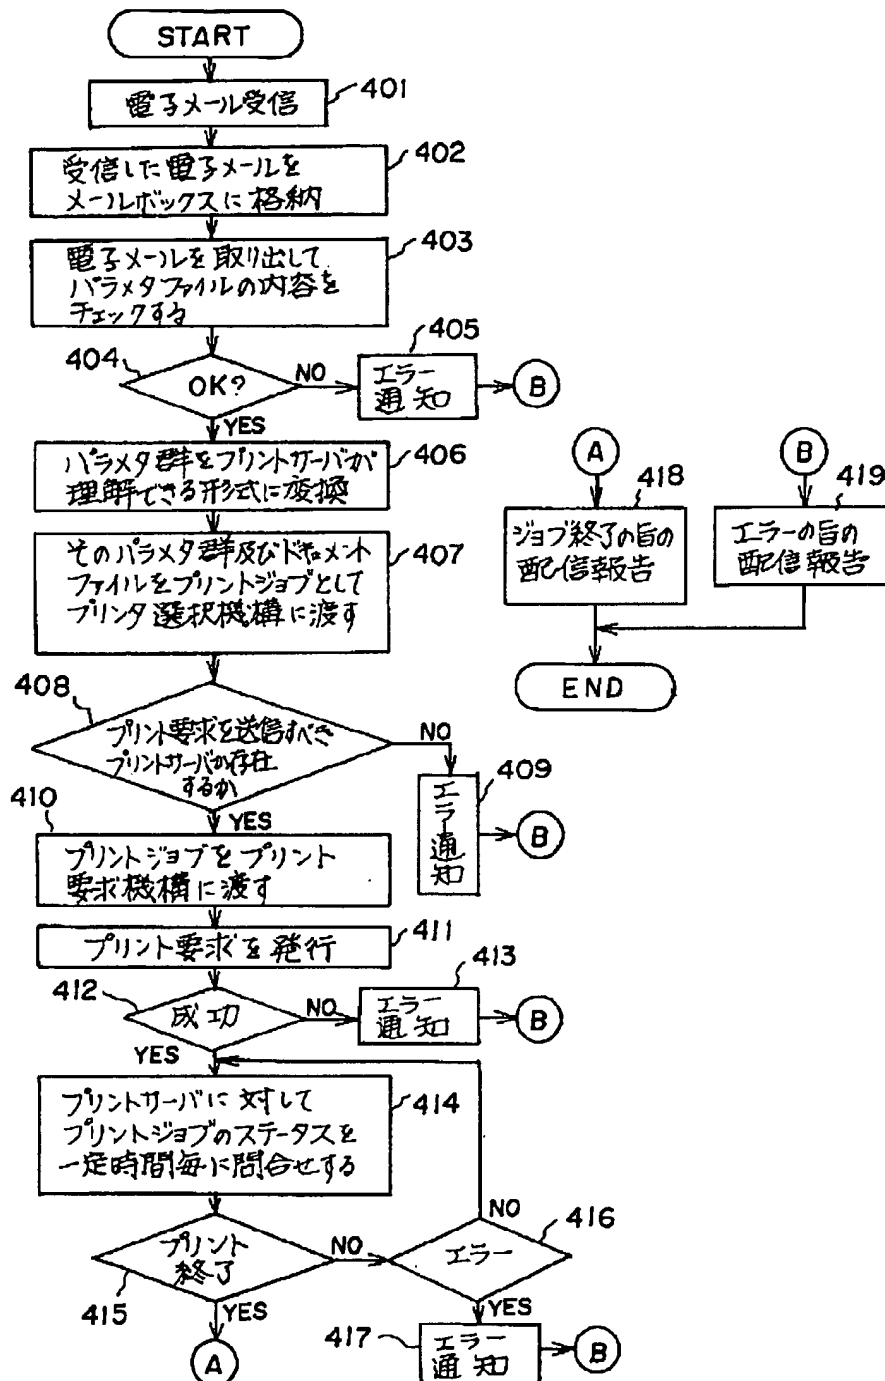 START
401
電子メール受信
402
受信した電子メールを
メールボックスに格納
403
電子メールを取り出して
パラメタファイルの内容を
チェックする
404
OK?
NO
405
エラー
通知
B
YES
406
パラメタ群をプリントサーバが
理解できる形式に変換
407
そのパラメタ群及びドキュメント
ファイルをプリントジョブとして
プリンタ選択機構に渡す
408
プリント要求を送信すべき
プリントサーバが存在
するか
NO
409
エラー通知
B
YES
410
プリントジョブをプリント
要求機構に渡す
411
プリント要求を発行
412
成功
NO
413
エラー
通知
B
YES
414
プリントサーバに対して
プリントジョブのステータスを
一定時間毎に問合せする
415
プリント
終了
NO
416
エラー
NO
YES
417
エラー
通知
B
YES
A
A
418
ジョブ終了の旨の
配信報告
B
419
エラーの旨の
配信報告
END